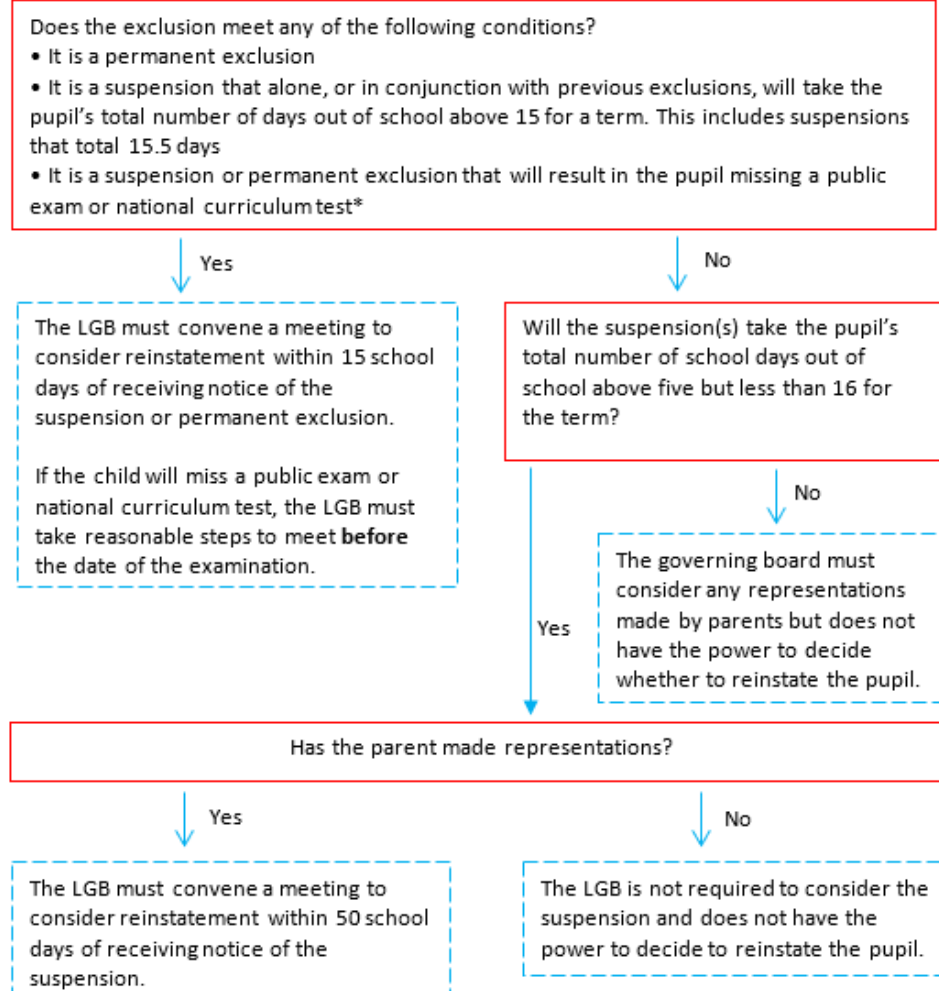 Does the exclusion meet any of the following conditions?
• It is a permanent exclusion
• It is a suspension that alone, or in conjunction with previous exclusions, will take the
pupil's total number of days out of school above 15 for a term. This includes suspensions
that total 15.5 days
• It is a suspension or permanent exclusion that will result in the pupil missing a public
exam or national curriculum test*
Yes
No
The LGB must convene a meeting to
consider reinstatement within 15 school
days of receiving notice of the
suspension or permanent exclusion.
If the child will miss a public exam or
national curriculum test, the LGB must
take reasonable steps to meet before
the date of the examination.
Will the suspension(s) take the pupil's
total number of school days out of
school above five but less than 16 for
the term?
No
The governing board must
consider any representations
made by parents but does not
have the power to decide
whether to reinstate the pupil.
Yes
Has the parent made representations?
Yes
No
The LGB must convene a meeting to
consider reinstatement within 50 school
days of receiving notice of the
suspension.
The LGB is not required to consider the
suspension and does not have the
power to decide to reinstate the pupil.